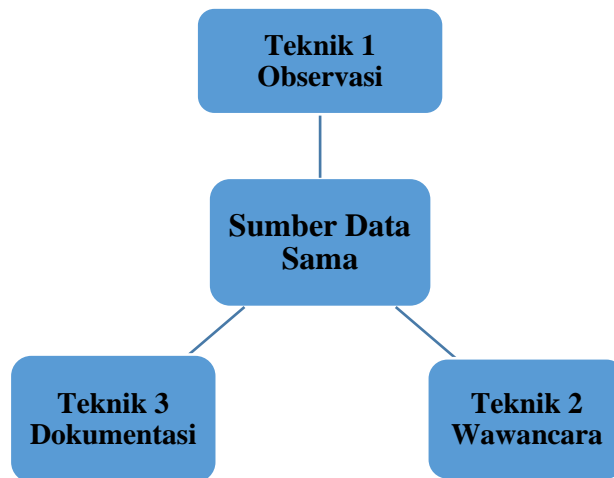 Teknik 1
Observasi
Sumber Data
Sama
Teknik 3
Dokumentasi
Teknik 2
Wawancara